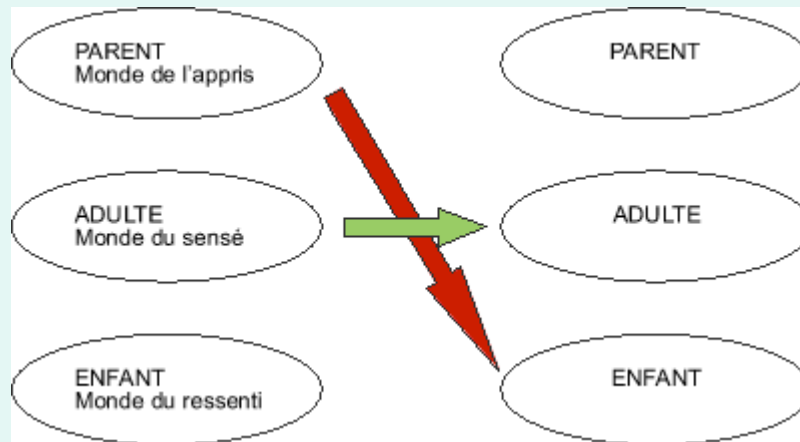 PARENT
Monde de l'appris
PARENT
ADULTE
Monde du sensé
ADULTE
ENFANT
Monde du ressenti
ENFANT